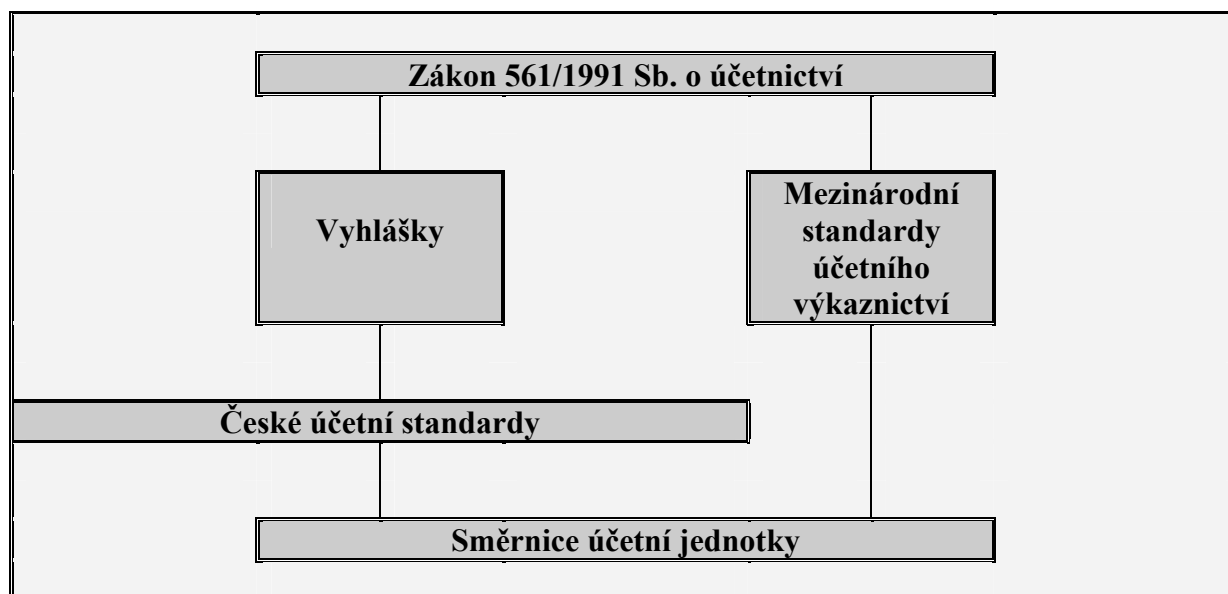 Zákon 561/1991 Sb. o účetnictví
Vyhlášky
Mezinárodní
standardy
účetního
výkaznictví
České účetní standardy
Směrnice účetní jednotky